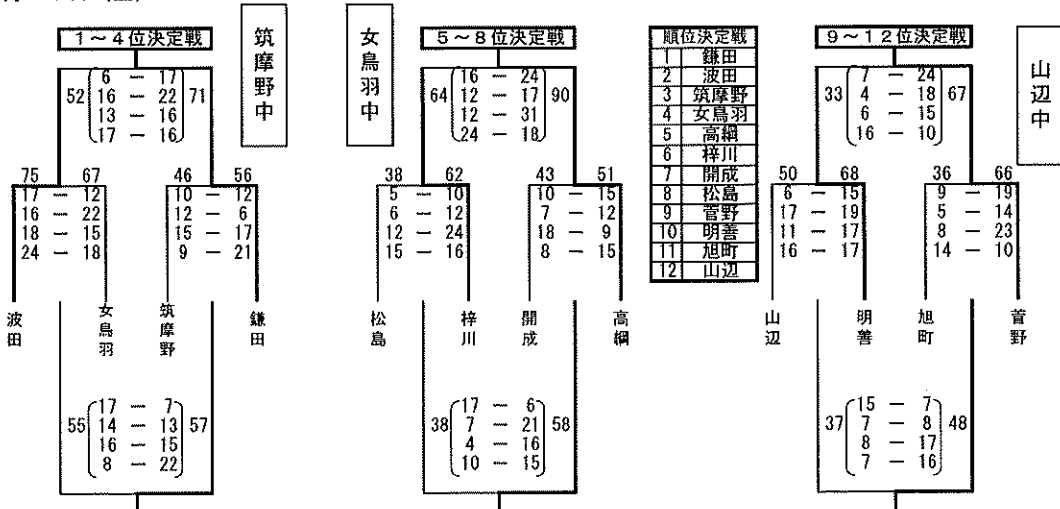 筑摩野中
1～4位決定戦
52 71
6 － 17
16 － 22
13 － 16
17 － 16
75 67
17 － 12
16 － 22
18 － 15
24 － 18
46 56
10 － 12
12 － 6
15 － 17
9 － 21
波田 女鳥羽 筑摩野 鎌田
55 57
17 － 7
14 － 13
16 － 15
8 － 22
女鳥羽中
5～8位決定戦
64 90
16 － 24
12 － 17
12 － 31
24 － 18
38 62
5 － 10
6 － 12
12 － 24
15 － 16
43 51
10 － 15
7 － 12
18 － 9
8 － 15
松島 梓川 開成 高綱
38 58
17 － 6
7 － 21
4 － 16
10 － 15
順位決定戦
1 鎌田
2 波田
3 筑摩野
4 女鳥羽
5 高綱
6 梓川
7 開成
8 松島
9 菅野
10 明善
11 旭町
12 山辺
山辺中
9～12位決定戦
33 67
7 － 24
4 － 18
6 － 15
16 － 10
50 68
6 － 15
17 － 19
11 － 17
16 － 17
36 66
9 － 19
5 － 14
8 － 23
14 － 10
山辺 明善 旭町 菅野
37 48
15 － 7
7 － 8
8 － 17
7 － 16